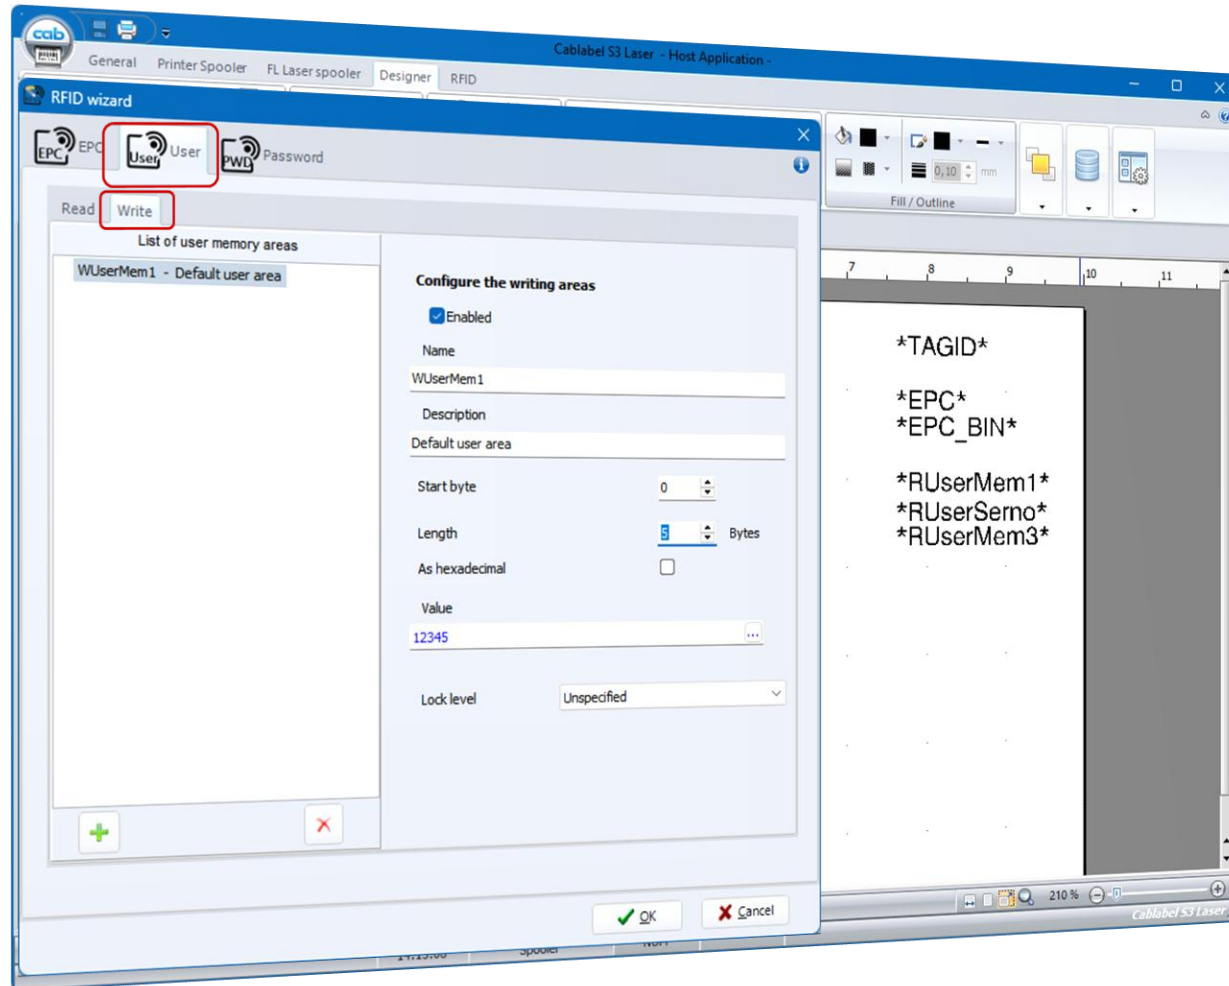 cab
Cablabel S3 Laser - Host Application -
General Printer Spooler FL Laser spooler Designer RFID
RFID wizard
EPC EPC User User PWD Password
Read Write
List of user memory areas
WUserMem1 - Default user area
Configure the writing areas
Enabled
Name
WUserMem1
Description
Default user area
Start byte 0
Length 5 Bytes
As hexadecimal
Value
12345 ...
Lock level Unspecified
OK Cancel
0,10 mm
Fill / Outline
7 8 9 10 11
*TAGID*
*EPC*
*EPC_BIN*
*RUserMem1*
*RUserSerno*
*RUserMem3*
210 %
Cablabel S3 Laser
Spooler